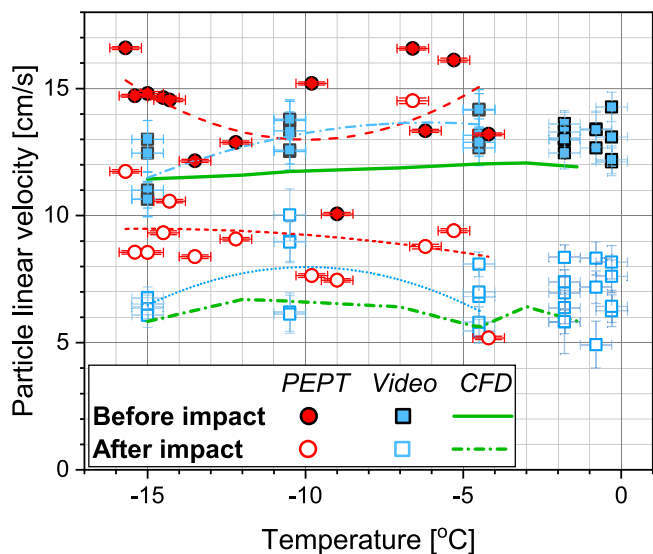 Particle linear velocity [cm/s]
15
10
5
0
PEPT Video CFD
Before impact
After impact
-15 -10 -5 0
Temperature [°C]